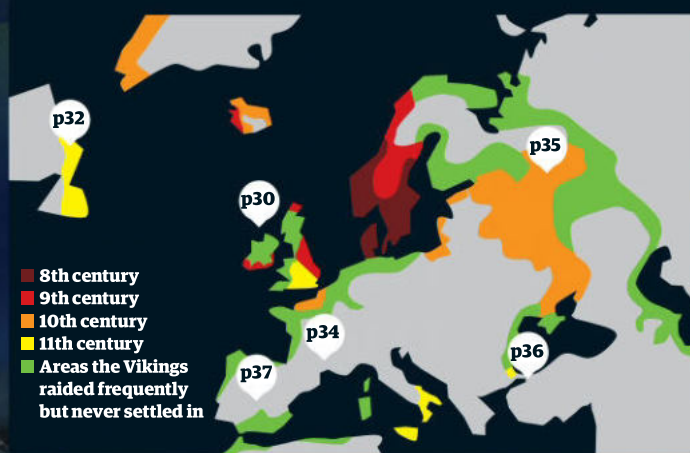 p32
p35
p30
8th century
9th century
10th century
11th century
Areas the Vikings
raided frequently
but never settled in
p34
p36
p37